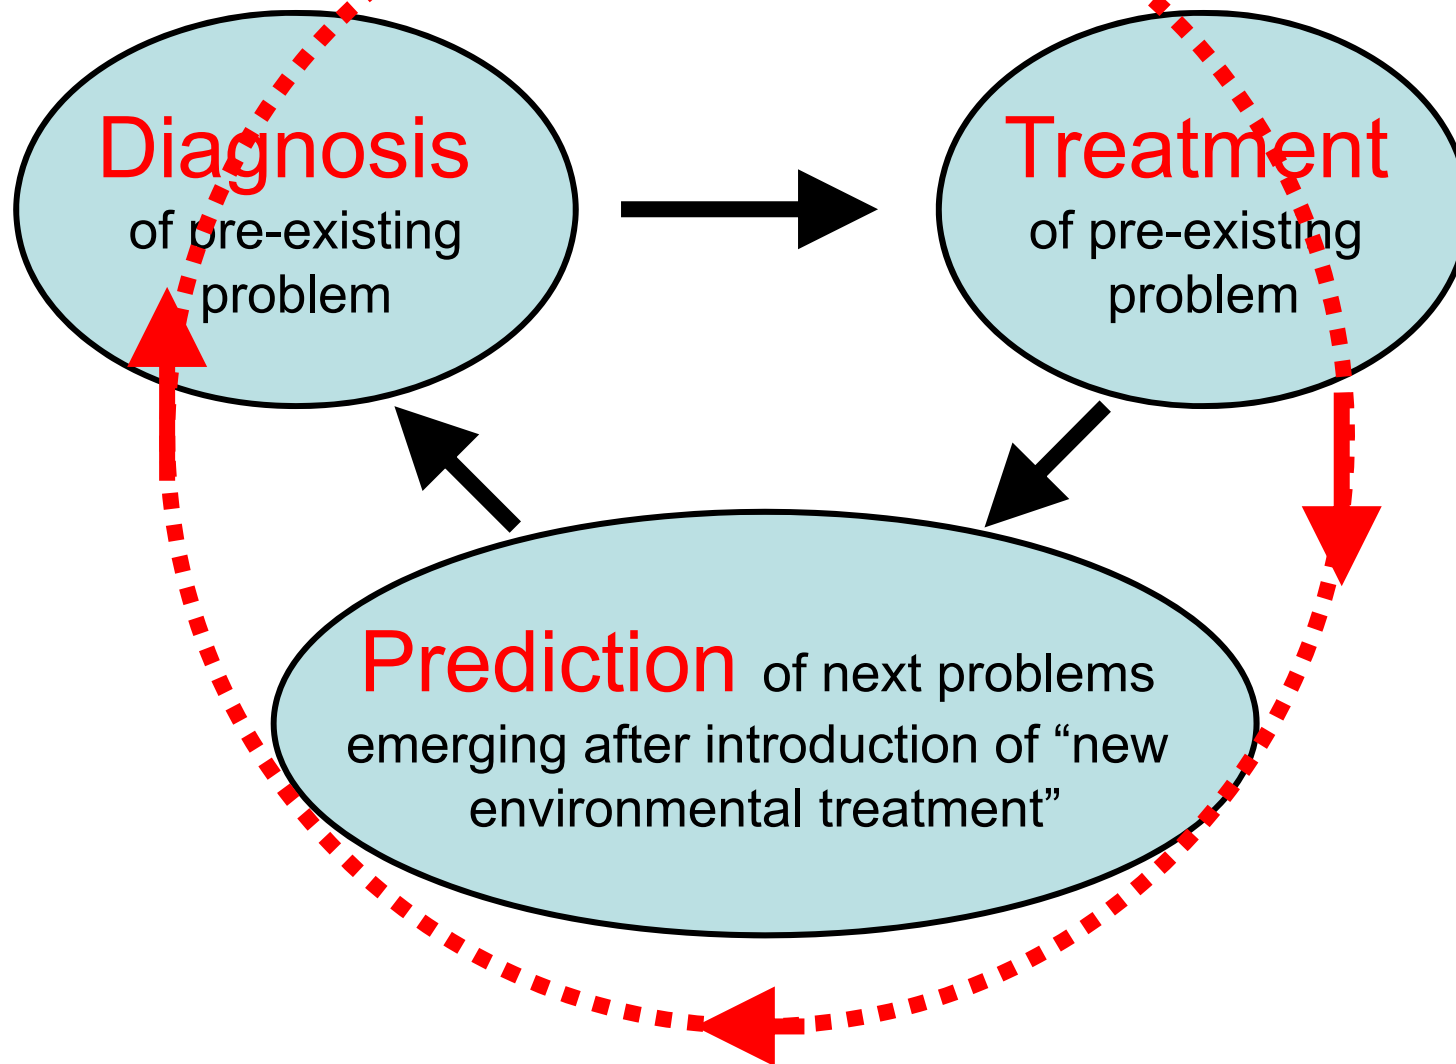 Diagnosis
of pre-existing
problem
Treatment
of pre-existing
problem
Prediction of next problems
emerging after introduction of “new
environmental treatment”